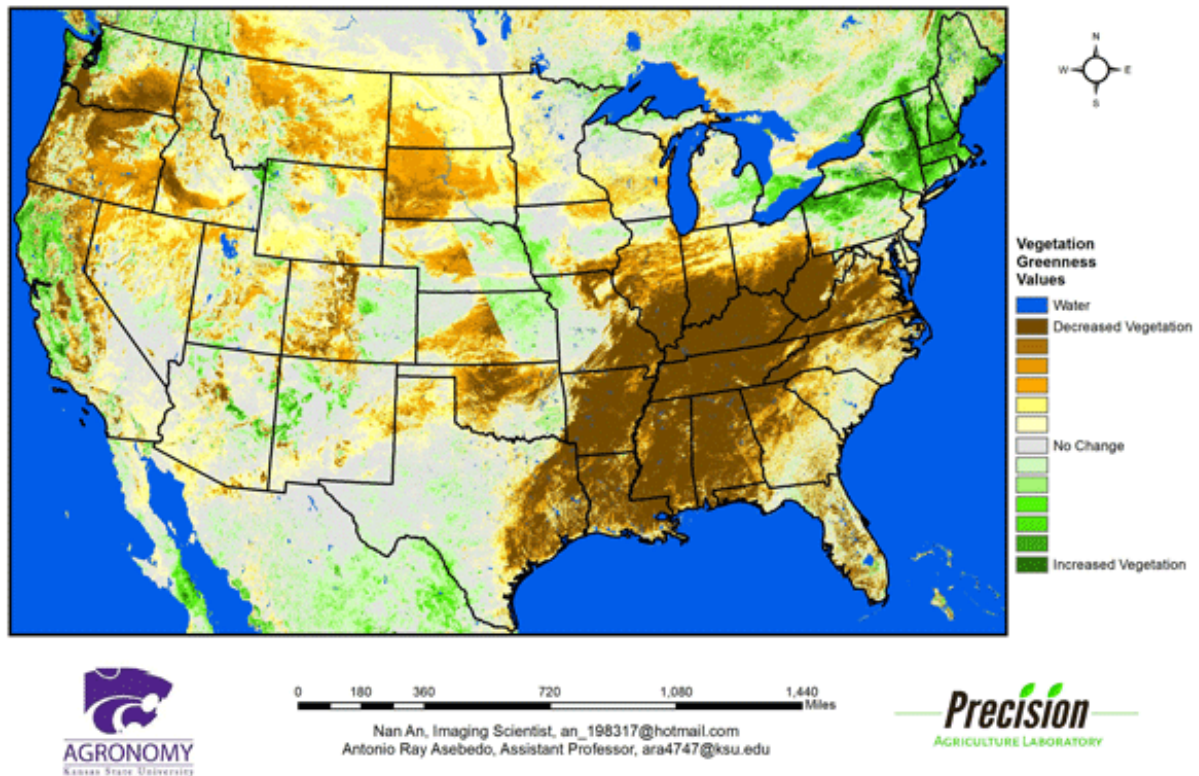 N
W E
S
Vegetation
Greenness
Values
Water
Decreased Vegetation
No Change
Increased Vegetation
0 180 360 720 1,080 1,440
Miles
Nan An, Imaging Scientist, an_198317@hotmail.com
Antonio Ray Asebedo, Assistant Professor, ara4747@ksu.edu
AGRONOMY
Kansas State University
Precision
AGRICULTURE LABORATORY